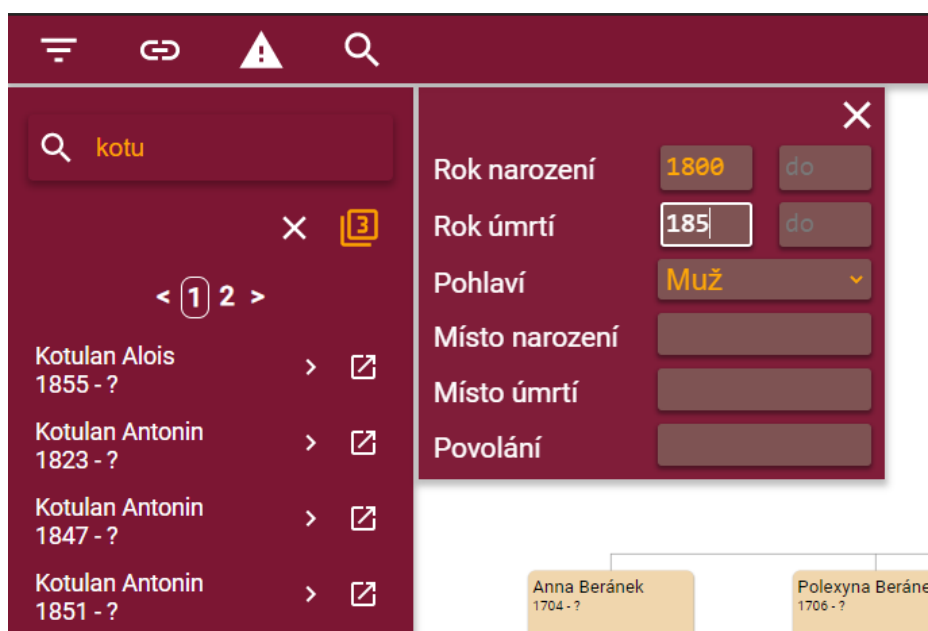 kotu
3
< 1 2 >
Kotulan Alois
1855 - ?
Kotulan Antonin
1823 - ?
Kotulan Antonin
1847 - ?
Kotulan Antonin
1851 - ?
Rok narození 1800 do
Rok úmrtí 185 do
Pohlaví Muž
Místo narození
Místo úmrtí
Povolání
Anna Beránek
1704 - ?
Polexyna Beráne
1706 - ?